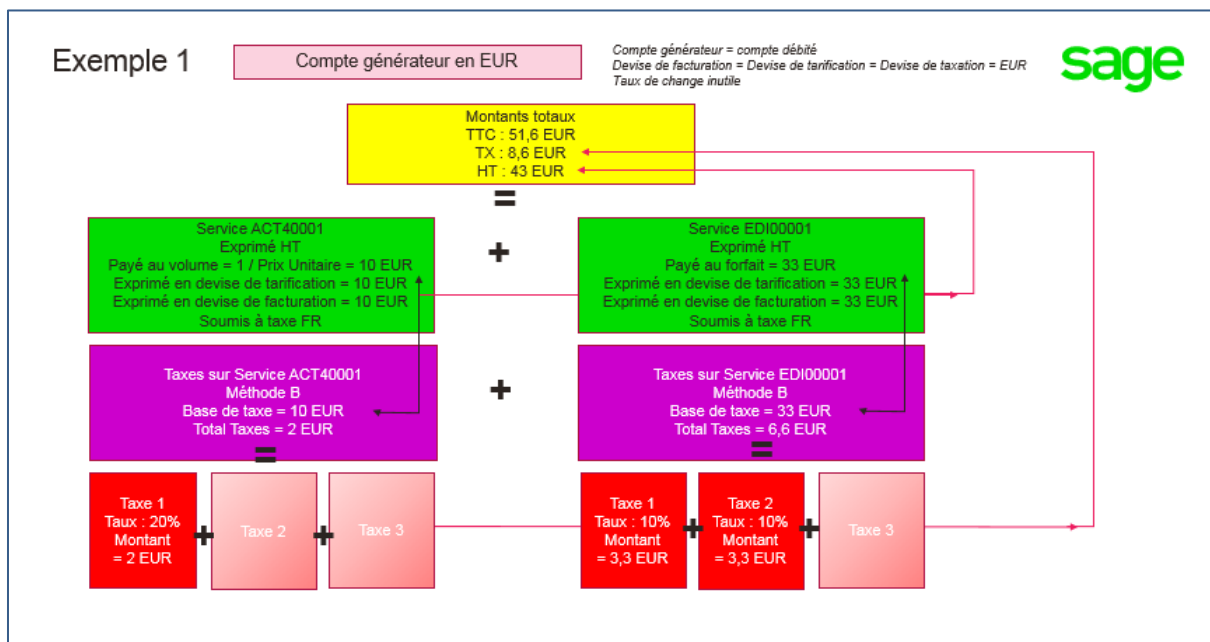 Exemple 1
Compte générateur en EUR
Compte générateur = compte débité
Devise de facturation = Devise de tarification = Devise de taxation = EUR
Taux de change inutile
sage
Montants totaux
TTC : 51,6 EUR
TX : 8,6 EUR
HT : 43 EUR
=
Service ACT40001
Exprimé HT
Payé au volume = 1 / Prix Unitaire = 10 EUR
Exprimé en devise de tarification = 10 EUR
Exprimé en devise de facturation = 10 EUR
Soumis à taxe FR
+
Service EDI00001
Exprimé HT
Payé au forfait = 33 EUR
Exprimé en devise de tarification = 33 EUR
Exprimé en devise de facturation = 33 EUR
Soumis à taxe FR
Taxes sur Service ACT40001
Méthode B
Base de taxe = 10 EUR
Total Taxes = 2 EUR
=
+
Taxes sur Service EDI00001
Méthode B
Base de taxe = 33 EUR
Total Taxes = 6,6 EUR
=
Taxe 1
Taux : 20%
Montant
= 2 EUR
+
Taxe 2
+
Taxe 3
Taxe 1
Taux : 10%
Montant
= 3,3 EUR
+
Taxe 2
Taux : 10%
Montant
= 3,3 EUR
+
Taxe 3